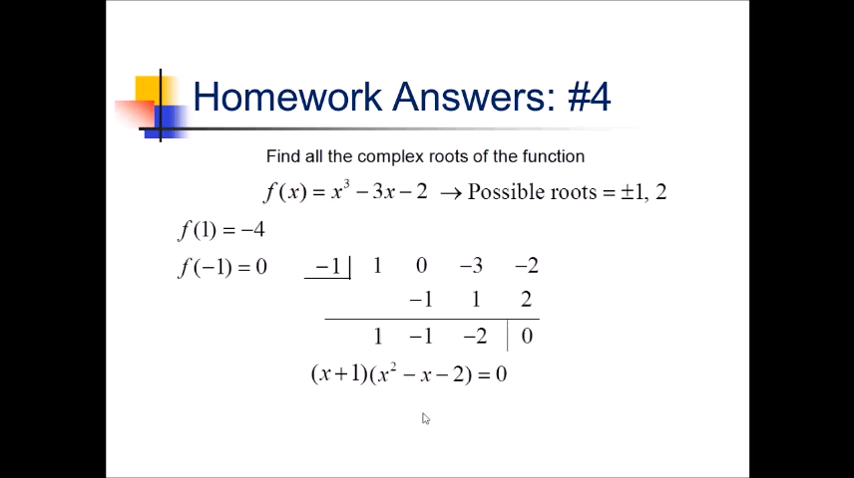 Homework Answers: #4
Find all the complex roots of the function
f(x) = x³ − 3x − 2 → Possible roots = ±1, 2
f(1) = −4
f(−1) = 0 −1| 1 0 −3 −2
−1 1 2
1 −1 −2 | 0
(x+1)(x² − x − 2) = 0